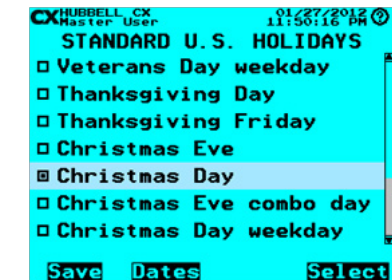 CX HUBBELL_CX 01/27/2012
Master User 11:50:16 PM ?
STANDARD U.S. HOLIDAYS
Veterans Day weekday
Thanksgiving Day
Thanksgiving Friday
Christmas Eve
Christmas Day
Christmas Eve combo day
Christmas Day weekday
Save Dates Select